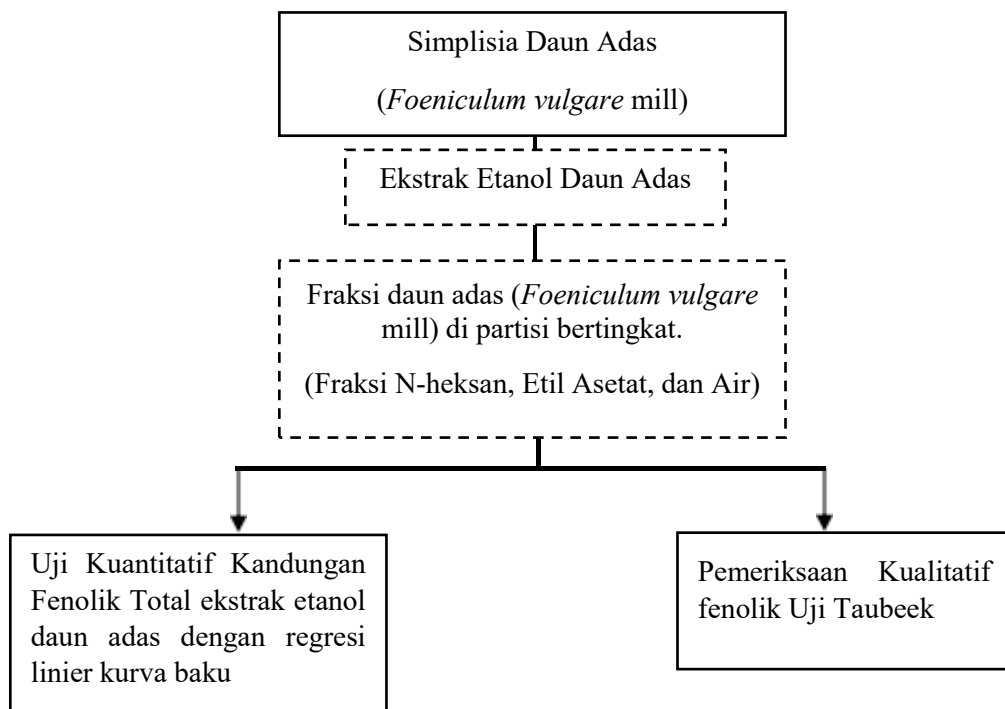 Simplisia Daun Adas
(Foeniculum vulgare mill)
Ekstrak Etanol Daun Adas
Fraksi daun adas (Foeniculum vulgare
mill) di partisi bertingkat.
(Fraksi N-heksan, Etil Asetat, dan Air)
Uji Kuantitatif Kandungan
Fenolik Total ekstrak etanol
daun adas dengan regresi
linier kurva baku
Pemeriksaan Kualitatif
fenolik Uji Taubeek